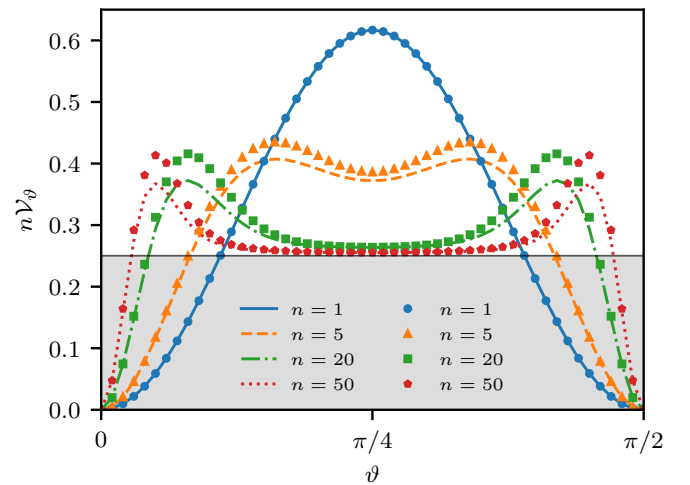 0.6
0.5
0.4
0.3
0.2
0.1
0.0
n𝒱_ϑ
n = 1 n = 1
n = 5 n = 5
n = 20 n = 20
n = 50 n = 50
0 π/4 π/2
ϑ